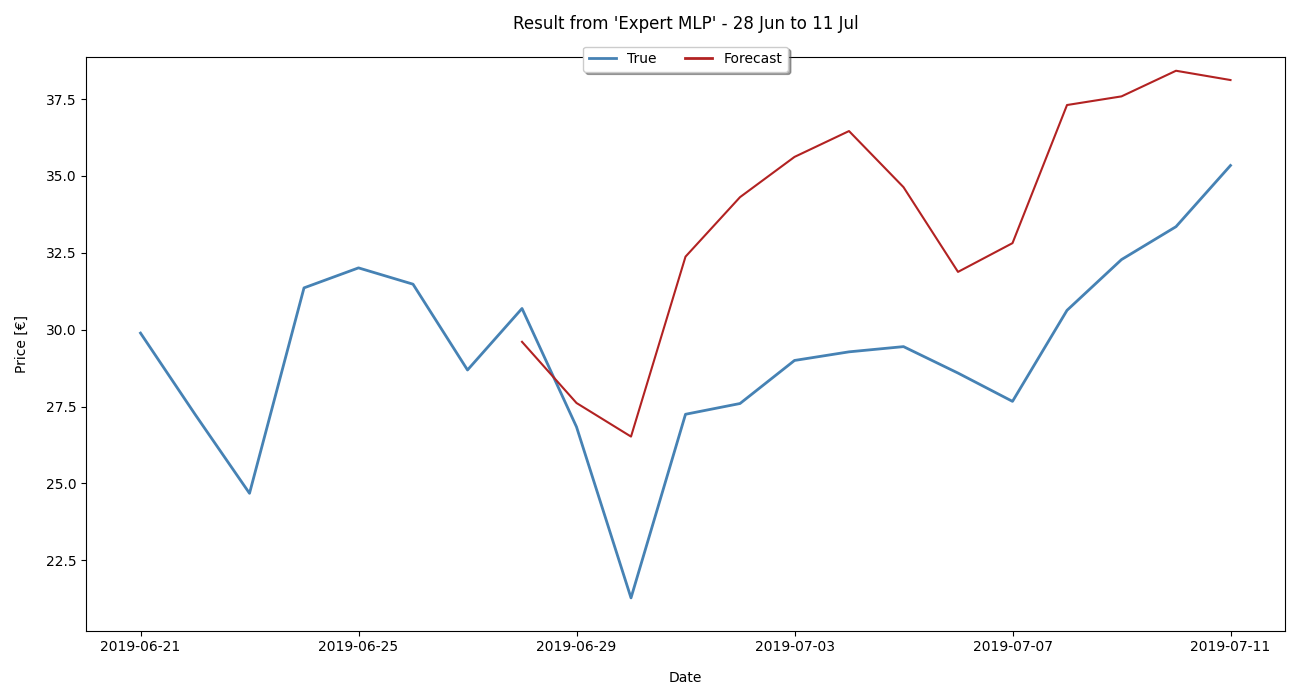 Result from 'Expert MLP' - 28 Jun to 11 Jul
True Forecast
37.5
35.0
32.5
30.0
27.5
25.0
22.5
Price [€]
2019-06-21 2019-06-25 2019-06-29 2019-07-03 2019-07-07 2019-07-11
Date